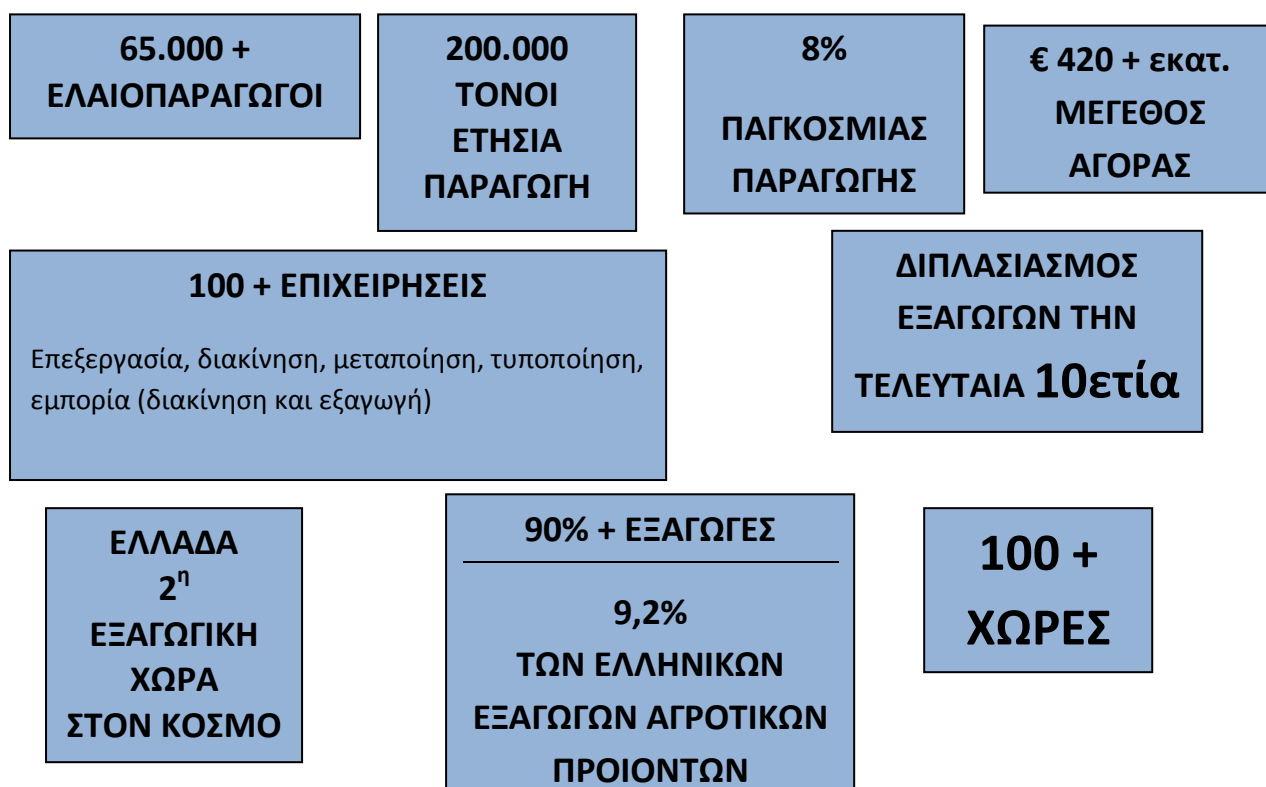 65.000 +
ΕΛΑΙΟΠΑΡΑΓΩΓΟΙ
200.000
ΤΟΝΟΙ
ΕΤΗΣΙΑ
ΠΑΡΑΓΩΓΗ
8%
ΠΑΓΚΟΣΜΙΑΣ
ΠΑΡΑΓΩΓΗΣ
€ 420 + εκατ.
ΜΕΓΕΘΟΣ
ΑΓΟΡΑΣ
100 + ΕΠΙΧΕΙΡΗΣΕΙΣ
Επεξεργασία, διακίνηση, μεταποίηση, τυποποίηση,
εμπορία (διακίνηση και εξαγωγή)
ΔΙΠΛΑΣΙΑΣΜΟΣ
ΕΞΑΓΩΓΩΝ ΤΗΝ
ΤΕΛΕΥΤΑΙΑ 10ετία
ΕΛΛΑΔΑ
2η
ΕΞΑΓΩΓΙΚΗ
ΧΩΡΑ
ΣΤΟΝ ΚΟΣΜΟ
90% + ΕΞΑΓΩΓΕΣ
9,2%
ΤΩΝ ΕΛΛΗΝΙΚΩΝ
ΕΞΑΓΩΓΩΝ ΑΓΡΟΤΙΚΩΝ
ΠΡΟΙΟΝΤΩΝ
100 +
ΧΩΡΕΣ